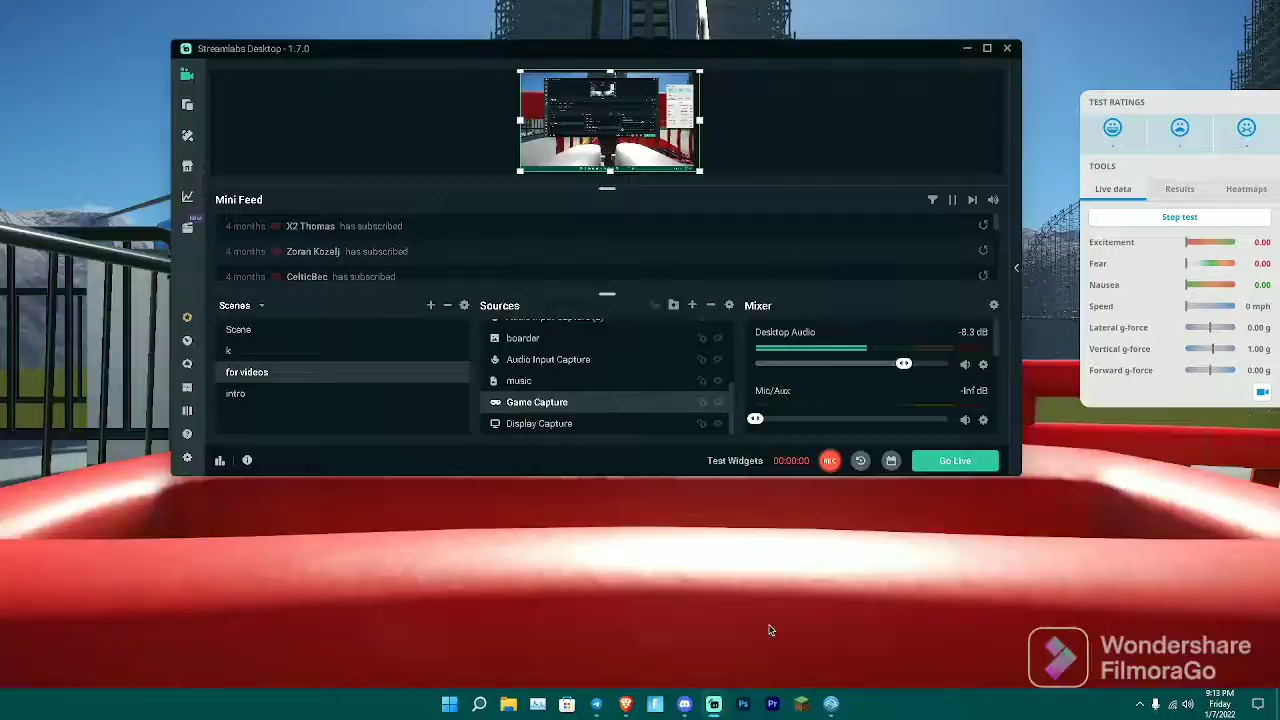 Streamlabs Desktop - 1.7.0
TEST RATINGS
TOOLS
Live data Results Heatmaps
Stop test
Excitement 0.00
Fear 0.00
Nausea 0.00
Speed 0 mph
Lateral g-force 0.00 g
Vertical g-force 1.00 g
Forward g-force 0.00 g
Mini Feed
4 months X2 Thomas has subscribed
4 months Zoran Kozelj has subscribed
4 months CelticBec has subscribed
Scenes
Scene
k
for videos
intro
Sources
boarder
Audio Input Capture
music
Game Capture
Display Capture
Mixer
Desktop Audio -8.3 dB
Mic/Aux -Inf dB
Test Widgets 00:00:00 REC Go Live
Wondershare
FilmoraGo
9:13 PM
Friday
1/7/2022